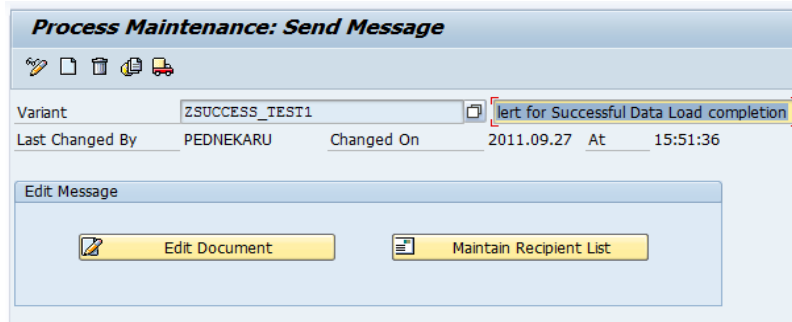 Process Maintenance: Send Message
Variant ZSUCCESS_TEST1 lert for Successful Data Load completion
Last Changed By PEDNEKARU Changed On 2011.09.27 At 15:51:36
Edit Message
Edit Document Maintain Recipient List